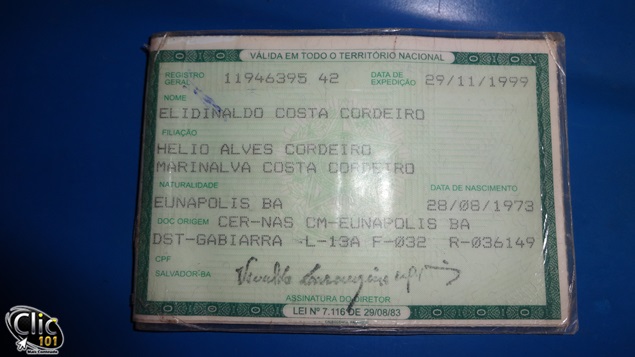 VÁLIDA EM TODO O TERRITÓRIO NACIONAL
REGISTRO GERAL 11946395 42 DATA DE EXPEDIÇÃO 29/11/1999
NOME
ELIDINALDO COSTA CORDEIRO
FILIAÇÃO
HELIO ALVES CORDEIRO
MARINALVA COSTA CORDEIRO
NATURALIDADE DATA DE NASCIMENTO
EUNAPOLIS BA 28/08/1973
DOC ORIGEM CER-NAS CM-EUNAPOLIS BA
DST-GABIARRA L-13A F-032 R-036149
CPF
SALVADOR-BA
ASSINATURA DO DIRETOR
LEI Nº 7.116 DE 29/08/83
Clic
101